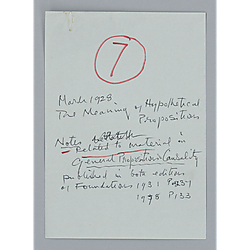 7
March 1928
The Meaning of Hypothetical
Propositions
Notes
Related to material in
General Propositions & Causality
published in both editions
of Foundations 1931 p237
1978 P133